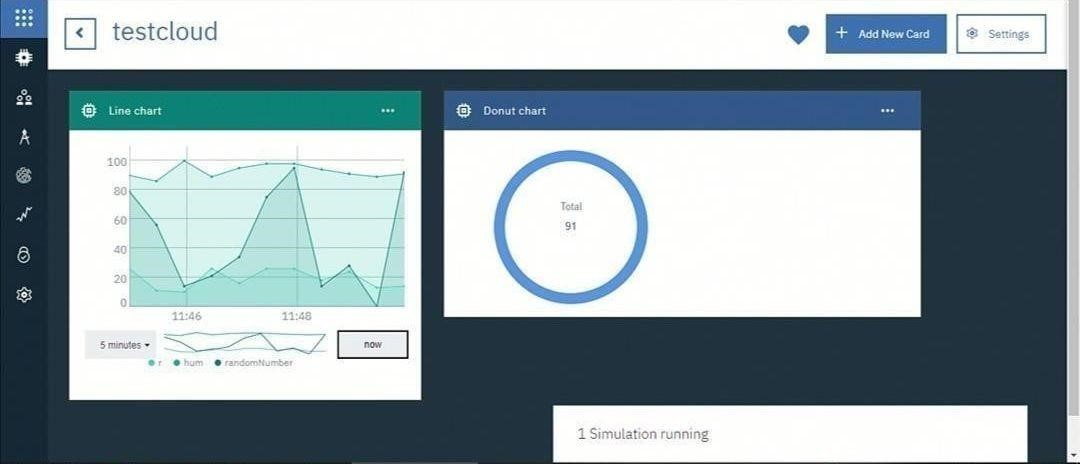 testcloud
Add New Card
Settings
Line chart
Donut chart
100
80
60
40
20
0
11:46
11:48
5 minutes
now
r
hum
randomNumber
Total
91
1 Simulation running